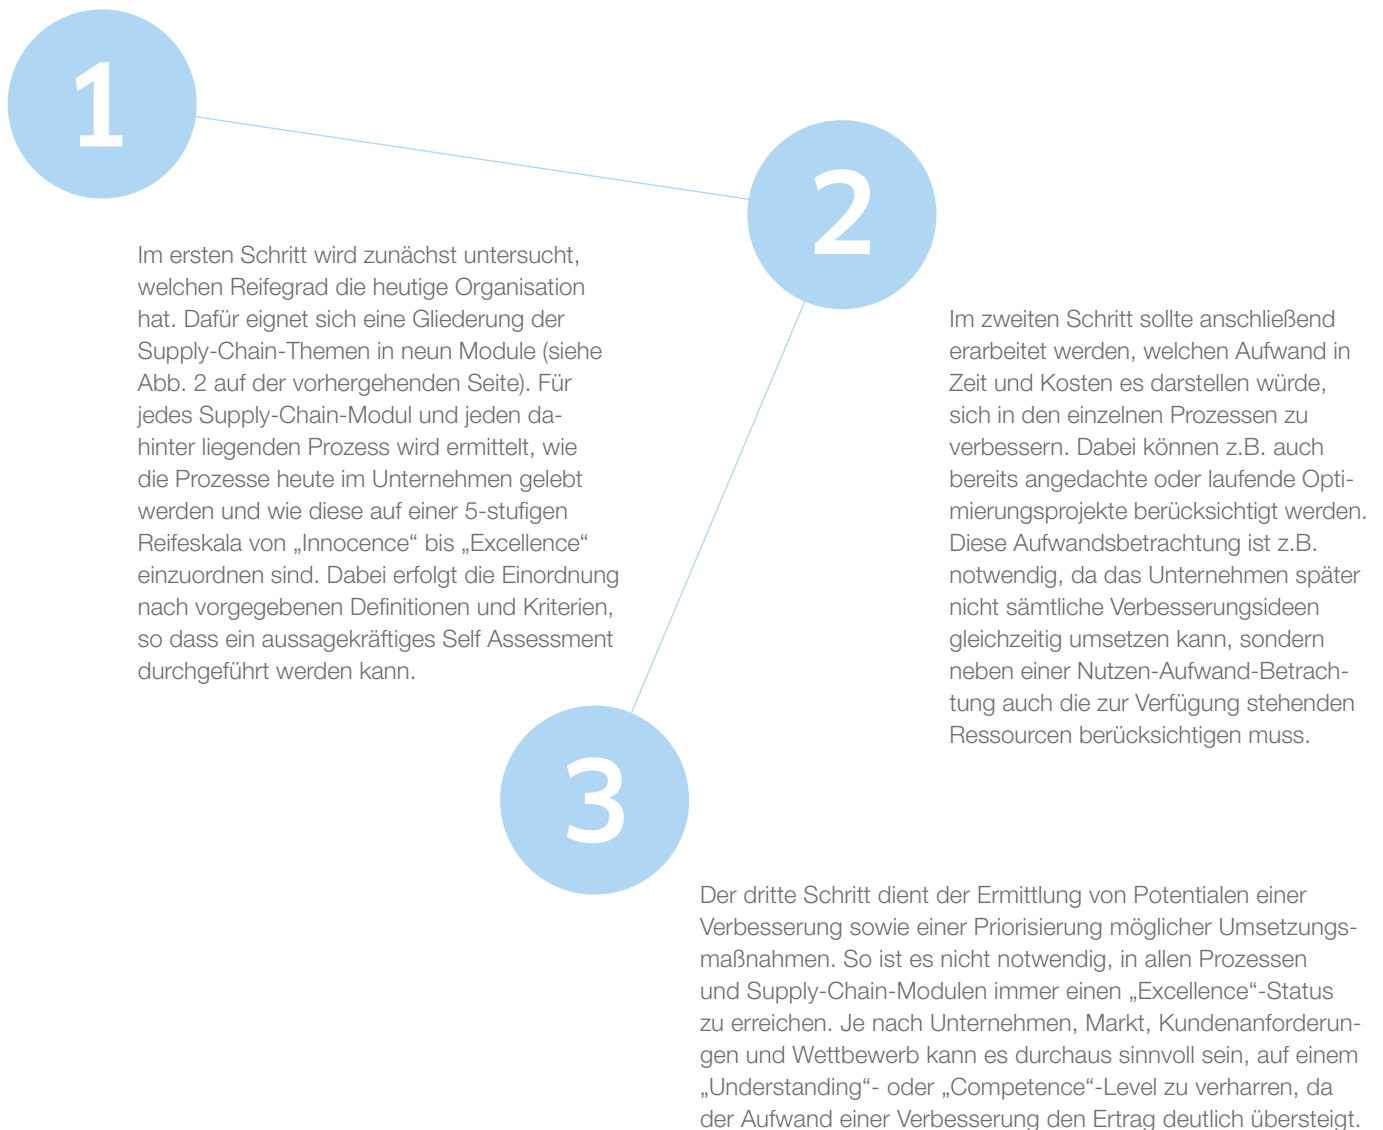 1
Im ersten Schritt wird zunächst untersucht,
welchen Reifegrad die heutige Organisation
hat. Dafür eignet sich eine Gliederung der
Supply-Chain-Themen in neun Module (siehe
Abb. 2 auf der vorhergehenden Seite). Für
jedes Supply-Chain-Modul und jeden da-
hinter liegenden Prozess wird ermittelt, wie
die Prozesse heute im Unternehmen gelebt
werden und wie diese auf einer 5-stufigen
Reifeskala von „Innocence“ bis „Excellence“
einzuordnen sind. Dabei erfolgt die Einordnung
nach vorgegebenen Definitionen und Kriterien,
so dass ein aussagekräftiges Self Assessment
durchgeführt werden kann.
2
Im zweiten Schritt sollte anschließend
erarbeitet werden, welchen Aufwand in
Zeit und Kosten es darstellen würde,
sich in den einzelnen Prozessen zu
verbessern. Dabei können z.B. auch
bereits angedachte oder laufende Opti-
mierungsprojekte berücksichtigt werden.
Diese Aufwandsbetrachtung ist z.B.
notwendig, da das Unternehmen später
nicht sämtliche Verbesserungsideen
gleichzeitig umsetzen kann, sondern
neben einer Nutzen-Aufwand-Betrach-
tung auch die zur Verfügung stehenden
Ressourcen berücksichtigen muss.
3
Der dritte Schritt dient der Ermittlung von Potentialen einer
Verbesserung sowie einer Priorisierung möglicher Umsetzungs-
maßnahmen. So ist es nicht notwendig, in allen Prozessen
und Supply-Chain-Modulen immer einen „Excellence“-Status
zu erreichen. Je nach Unternehmen, Markt, Kundenanforderun-
gen und Wettbewerb kann es durchaus sinnvoll sein, auf einem
„Understanding“- oder „Competence“-Level zu verharren, da
der Aufwand einer Verbesserung den Ertrag deutlich übersteigt.